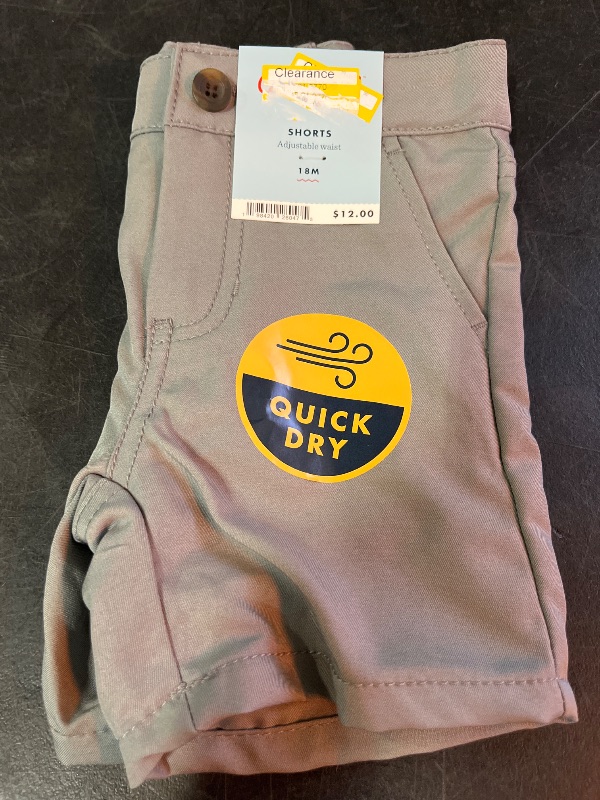 Clearance
SHORTS
Adjustable waist
18M
$12.00
QUICK
DRY